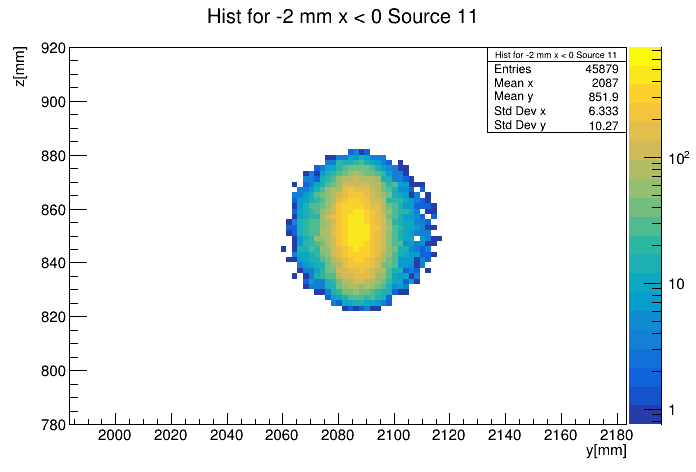 Hist for -2 mm x < 0 Source 11
z[mm]
920
900
880
860
840
820
800
780
2000
2020
2040
2060
2080
2100
2120
2140
2160
2180
y[mm]
Hist for -2 mm x < 0 Source 11
Entries 45879
Mean x 2087
Mean y 851.9
Std Dev x 6.333
Std Dev y 10.27
10²
10
1